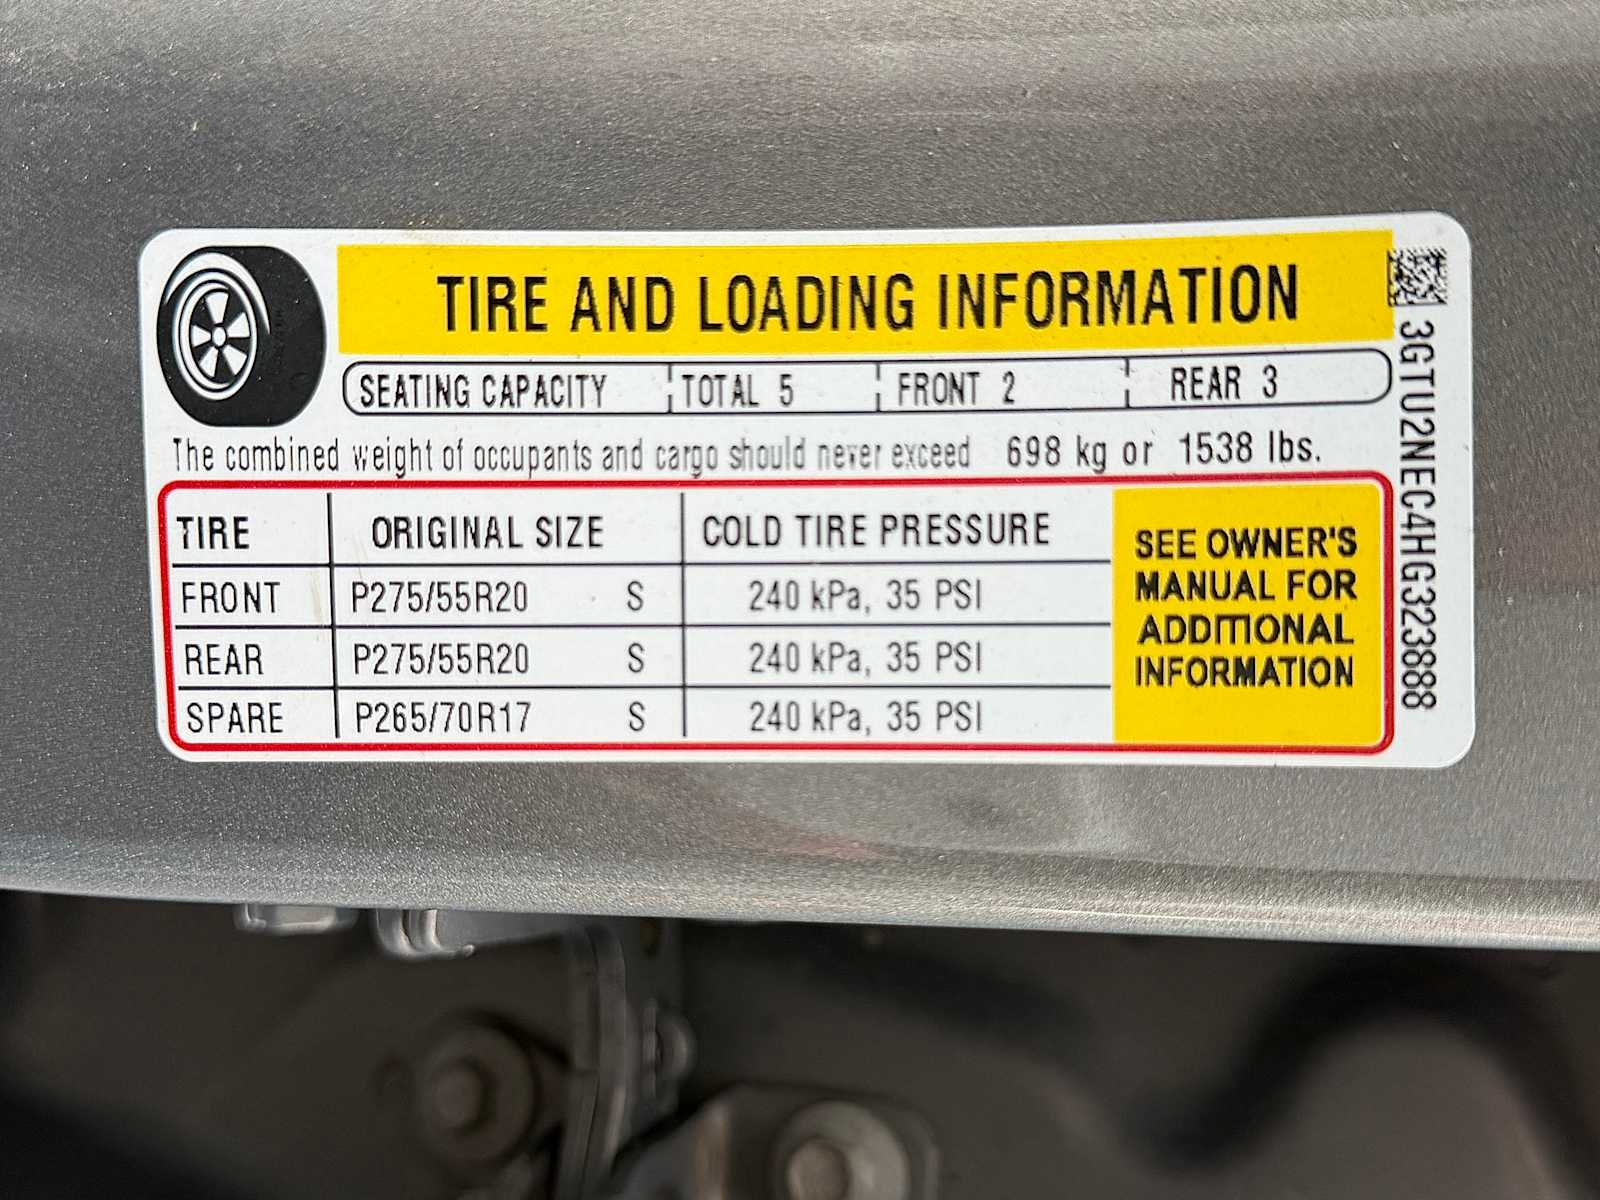 TIRE AND LOADING INFORMATION
SEATING CAPACITY TOTAL 5 FRONT 2 REAR 3
The combined weight of occupants and cargo should never exceed 698 kg or 1538 lbs.
TIRE ORIGINAL SIZE COLD TIRE PRESSURE
FRONT P275/55R20 S 240 kPa, 35 PSI
REAR P275/55R20 S 240 kPa, 35 PSI
SPARE P265/70R17 S 240 kPa, 35 PSI
SEE OWNER'S
MANUAL FOR
ADDITIONAL
INFORMATION
3GTU2NEC4HG323888